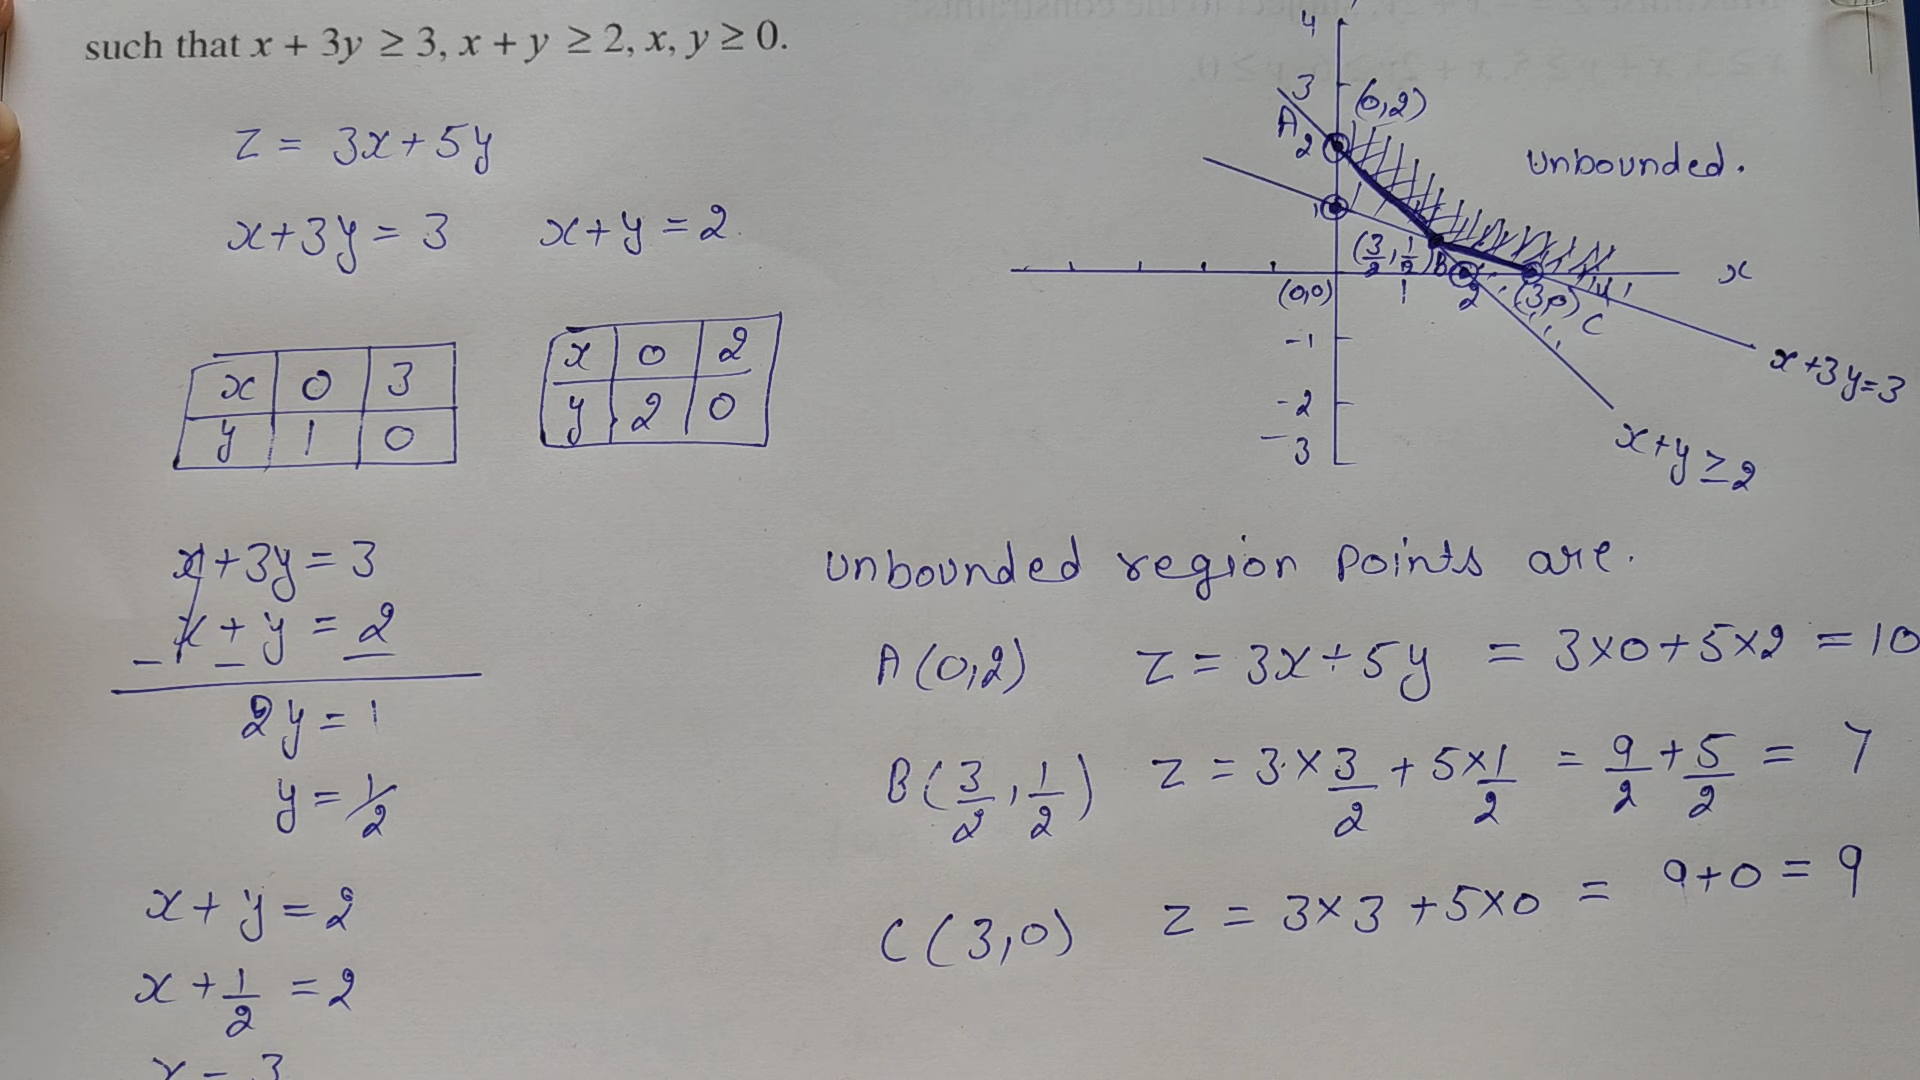 such that x + 3y ≥ 3, x + y ≥ 2, x, y ≥ 0.
z = 3x+5y
x+3y = 3 x+y = 2
x 0 3
y 1 0
x 0 2
y 2 0
x+3y = 3
x+y = 2
- - -
2y = 1
y = 1/2
x+y = 2
x + 1/2 = 2
x = 3
4
3
A
2
(0,2)
unbounded.
1
(3/2, 1/2) B
(0,0)
1
2
(3,0) C
4
x
-1
-2
-3
x+3y=3
x+y ≥ 2
unbounded region points are.
A(0,2) z = 3x+5y = 3×0+5×2 = 10
B(3/2, 1/2) z = 3×3/2 + 5×1/2 = 9/2 + 5/2 = 7
C(3,0) z = 3×3+5×0 = 9+0 = 9